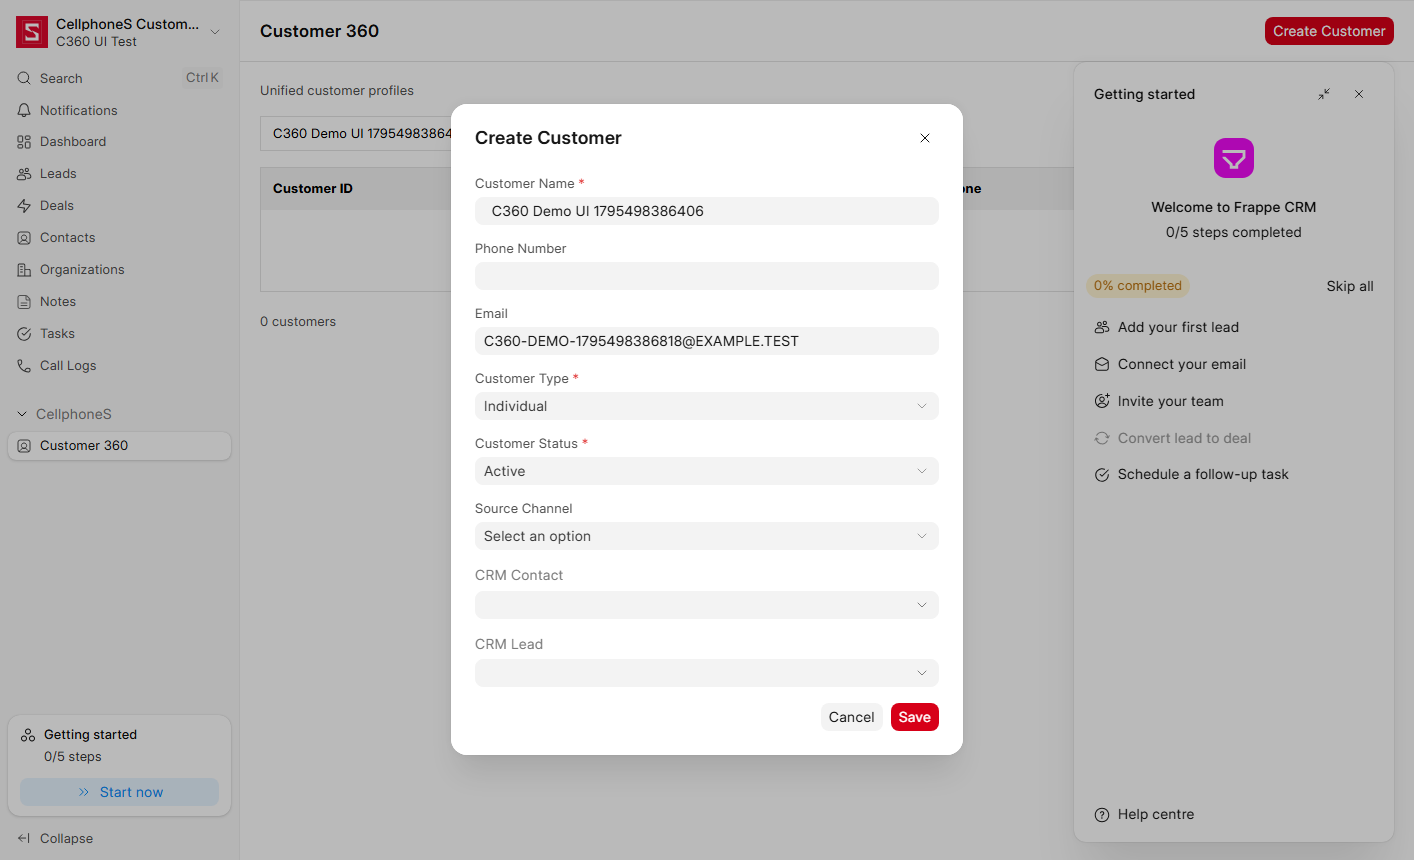 CellphoneS Custom...
C360 UI Test
Search
Ctrl K
Notifications
Dashboard
Leads
Deals
Contacts
Organizations
Notes
Tasks
Call Logs
CellphoneS
Customer 360
Getting started
0/5 steps
Start now
Collapse
Customer 360
Create Customer
Unified customer profiles
C360 Demo UI 17954983864
Customer ID
one
0 customers
Create Customer
Customer Name *
C360 Demo UI 1795498386406
Phone Number
Email
C360-DEMO-1795498386818@EXAMPLE.TEST
Customer Type *
Individual
Customer Status *
Active
Source Channel
Select an option
CRM Contact
CRM Lead
Cancel
Save
Getting started
Welcome to Frappe CRM
0/5 steps completed
0% completed
Skip all
Add your first lead
Connect your email
Invite your team
Convert lead to deal
Schedule a follow-up task
Help centre